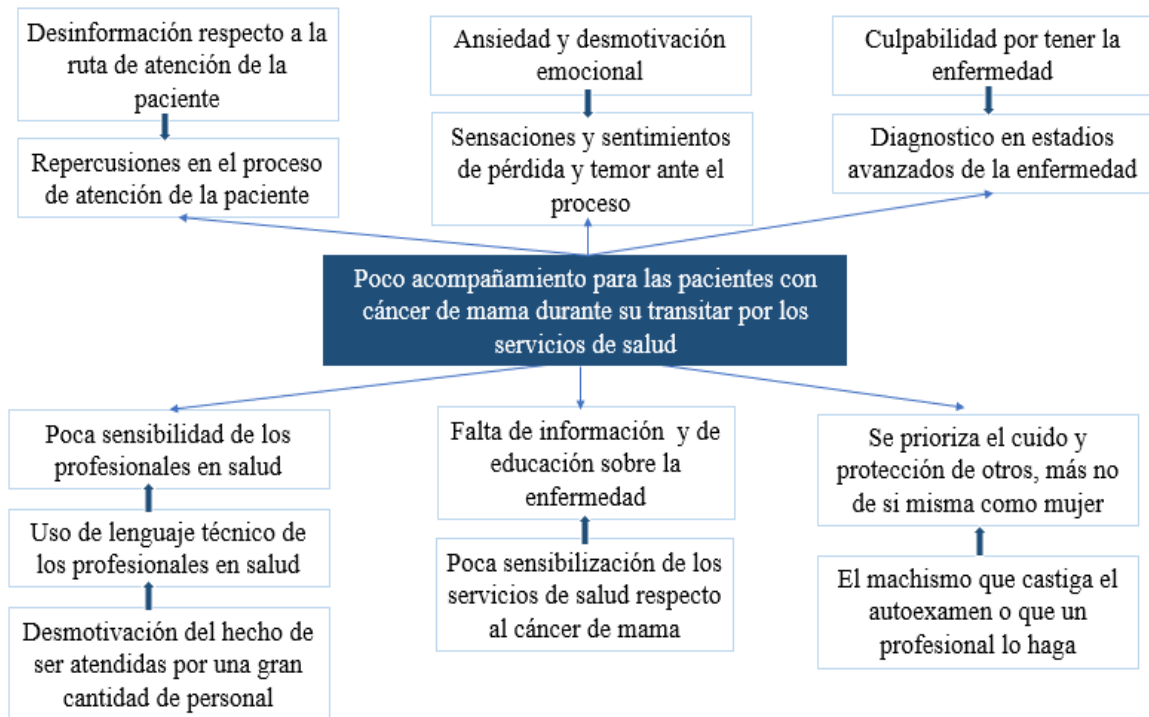 Desinformación respecto a la
ruta de atención de la
paciente
Ansiedad y desmotivación
emocional
Culpabilidad por tener la
enfermedad
Repercusiones en el proceso
de atención de la paciente
Sensaciones y sentimientos
de pérdida y temor ante el
proceso
Diagnostico en estadios
avanzados de la enfermedad
Poco acompañamiento para las pacientes con
cáncer de mama durante su transitar por los
servicios de salud
Poca sensibilidad de los
profesionales en salud
Falta de información y de
educación sobre la
enfermedad
Se prioriza el cuido y
protección de otros, más no
de si misma como mujer
Uso de lenguaje técnico de
los profesionales en salud
Poca sensibilización de los
servicios de salud respecto
al cáncer de mama
El machismo que castiga el
autoexamen o que un
profesional lo haga
Desmotivación del hecho de
ser atendidas por una gran
cantidad de personal